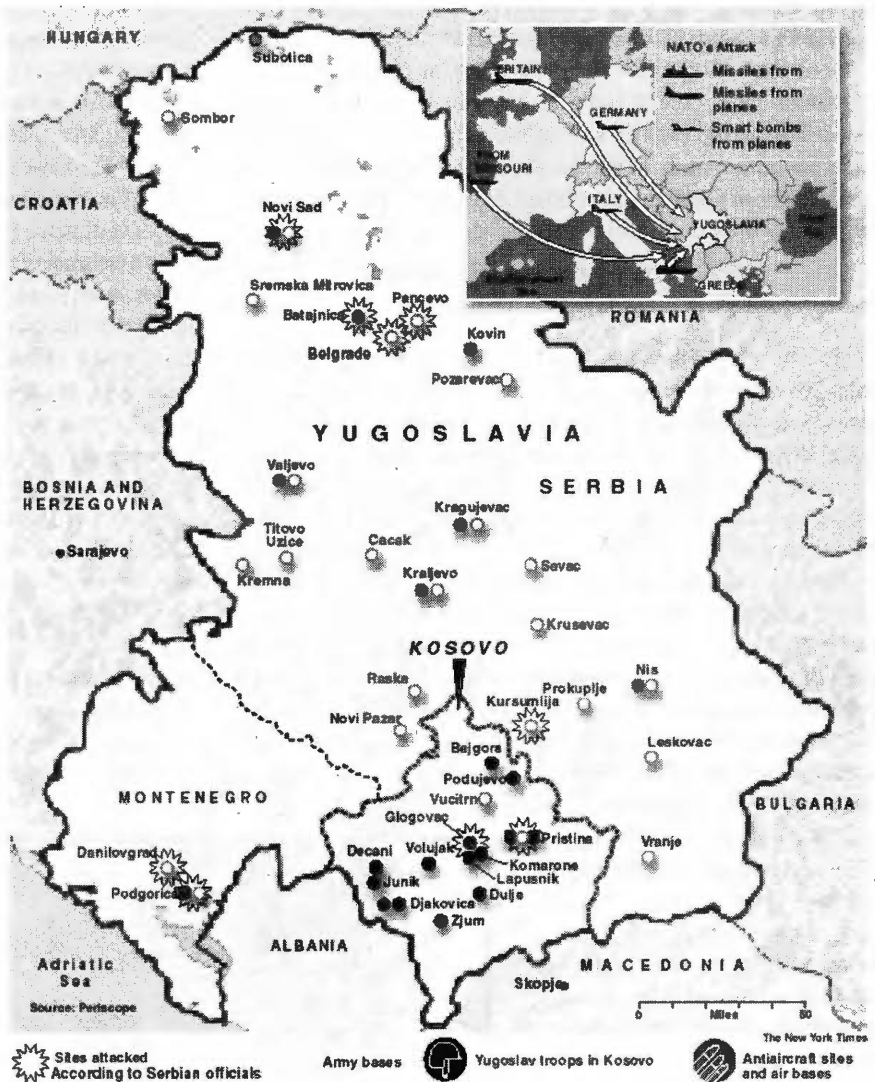 HUNGARY
Subotica
Sombor
CROATIA
Novi Sad
Sremska Mitrovica
Batajnica
Pancevo
Belgrade
Kovin
Pozarevac
ROMANIA
NATO's Attack
Missiles from
Missiles from
planes
Smart bombs
from planes
BRITAIN
GERMANY
FROM
MISSOURI
ITALY
YUGOSLAVIA
GREECE
YUGOSLAVIA
SERBIA
BOSNIA AND
HERZEGOVINA
Sarajevo
Valjevo
Titovo
Uzice
Kremna
Cacak
Kragujevac
Kraljevo
Sevac
Krusevac
KOSOVO
Raska
Novi Pazar
Kursumlija
Prokuplje
Nis
Leskovac
BULGARIA
Vranje
Bajgora
Podujevo
Vucitrn
Glogovac
Pristina
Komarone
Lapusnik
Decani
Volujak
Junik
Djakovica
Dulje
Zjum
MONTENEGRO
Danilovgrad
Podgorica
ALBANIA
Adriatic
Sea
Source: Periscope
MACEDONIA
Skopje
0 50
Miles
The New York Times
Sites attacked
According to Serbian officials
Army bases
Yugoslav troops in Kosovo
Antiaircraft sites
and air bases